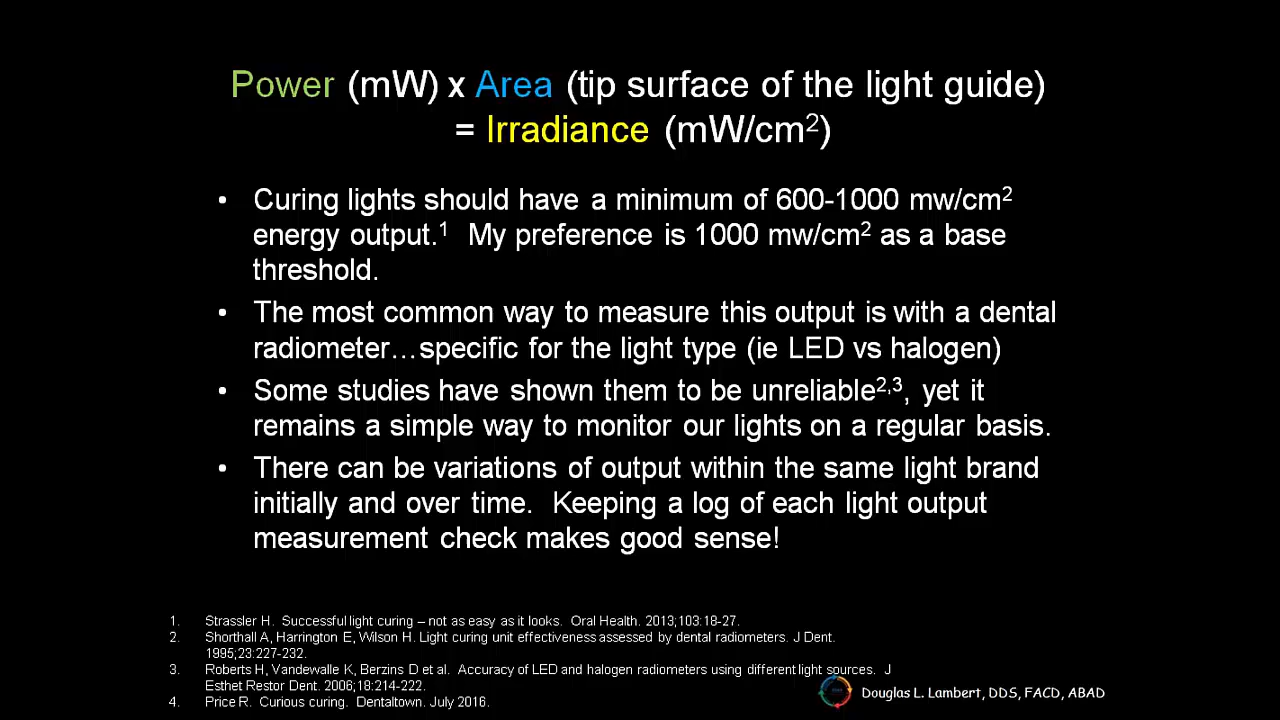 Power (mW) x Area (tip surface of the light guide)
= Irradiance (mW/cm²)
• Curing lights should have a minimum of 600-1000 mw/cm²
energy output.¹ My preference is 1000 mw/cm² as a base
threshold.
• The most common way to measure this output is with a dental
radiometer…specific for the light type (ie LED vs halogen)
• Some studies have shown them to be unreliable²,³, yet it
remains a simple way to monitor our lights on a regular basis.
• There can be variations of output within the same light brand
initially and over time. Keeping a log of each light output
measurement check makes good sense!
1. Strassler H. Successful light curing – not as easy as it looks. Oral Health. 2013;103:18-27.
2. Shorthall A, Harrington E, Wilson H. Light curing unit effectiveness assessed by dental radiometers. J Dent.
1995;23:227-232.
3. Roberts H, Vandewalle K, Berzins D et al. Accuracy of LED and halogen radiometers using different light sources. J
Esthet Restor Dent. 2006;18:214-222.
4. Price R. Curious curing. Dentaltown. July 2016.
Douglas L. Lambert, DDS, FACD, ABAD